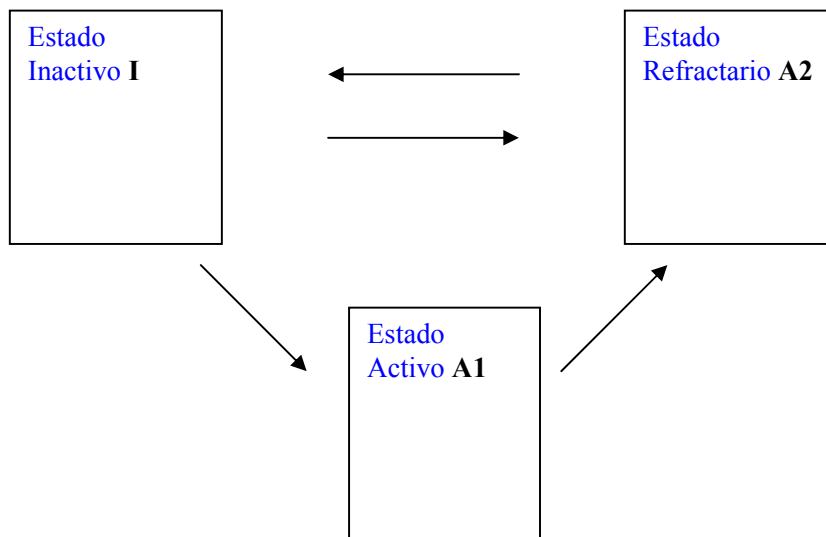 Estado
Inactivo I
Estado
Refractario A2
Estado
Activo A1